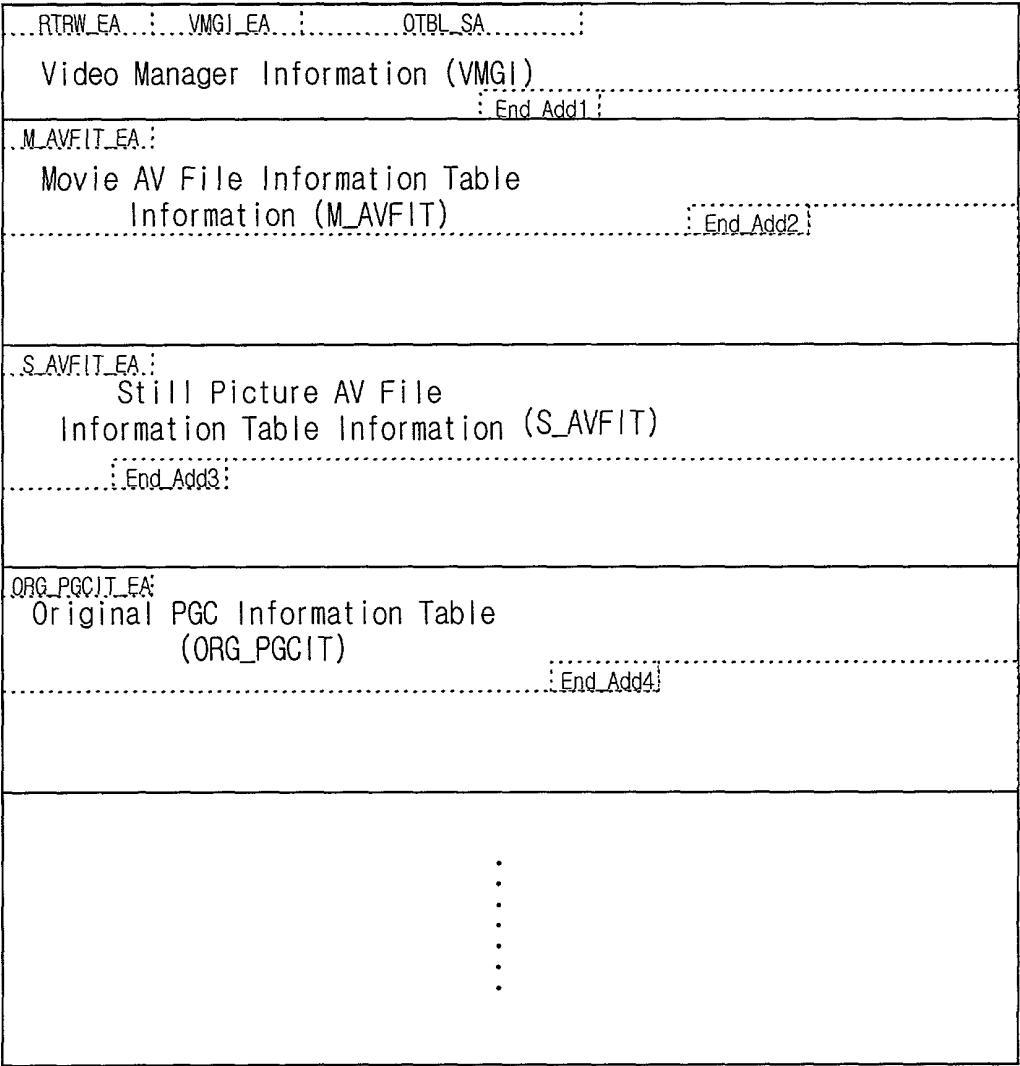 RTRW_EA VMGI_EA OTBL_SA
Video Manager Information (VMGI)
End_Add1
M_AVFIT_EA
Movie AV File Information Table
Information (M_AVFIT)
End_Add2
S_AVFIT_EA
Still Picture AV File
Information Table Information (S_AVFIT)
End_Add3
ORG_PGCIT_EA
Original PGC Information Table
(ORG_PGCIT)
End_Add4